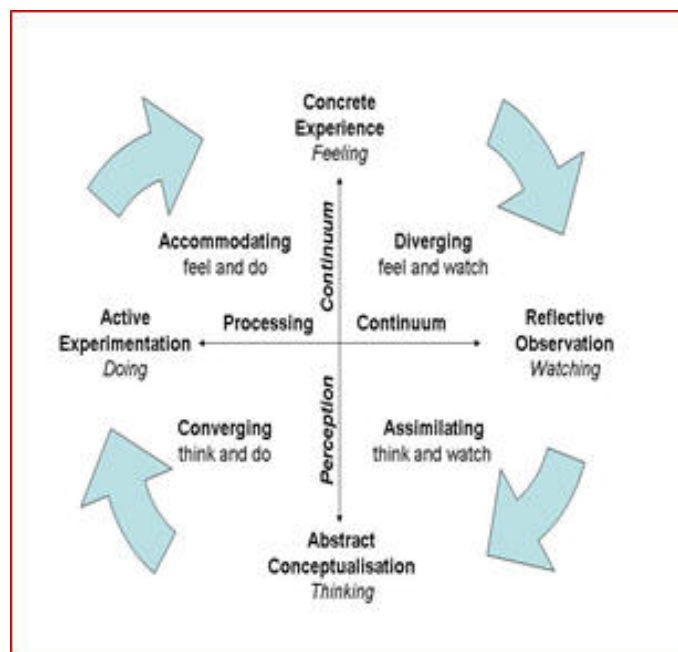 Concrete
Experience
Feeling
Continuum
Accommodating
feel and do
Diverging
feel and watch
Active
Experimentation
Doing
Processing
Continuum
Reflective
Observation
Watching
Perception
Converging
think and do
Assimilating
think and watch
Abstract
Conceptualisation
Thinking